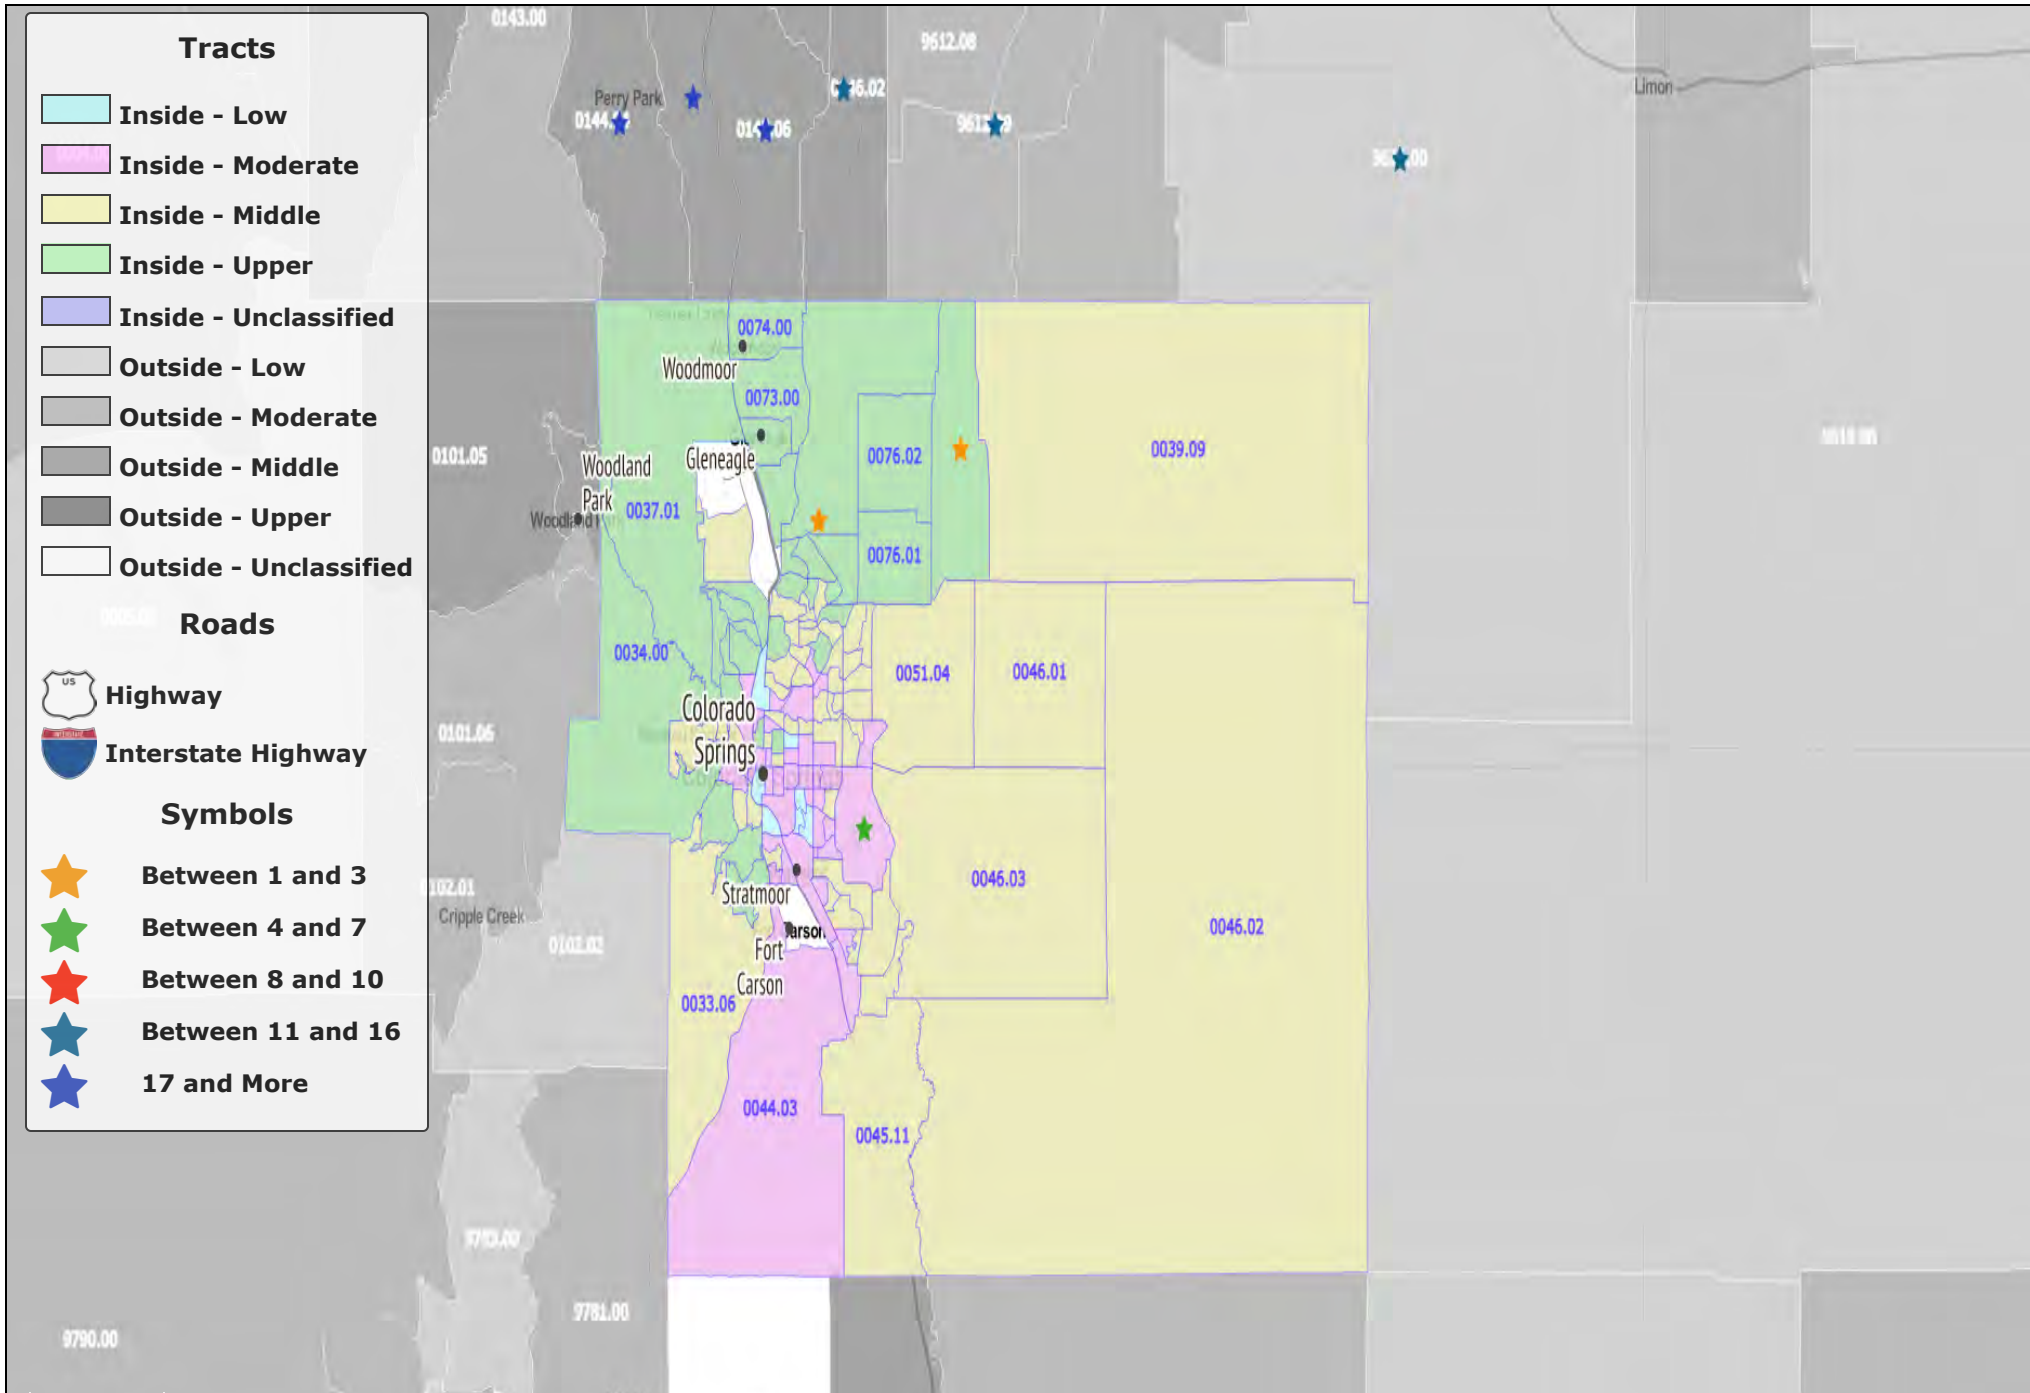 Tracts
Inside - Low
Inside - Moderate
Inside - Middle
Inside - Upper
Inside - Unclassified
Outside - Low
Outside - Moderate
Outside - Middle
Outside - Upper
Outside - Unclassified
Roads
US
Highway
INTERSTATE
Interstate Highway
Symbols
Between 1 and 3
Between 4 and 7
Between 8 and 10
Between 11 and 16
17 and More
0143.00
9612.08
Limon
Perry Park
0074.00
Woodmoor
0073.00
0101.05
Woodland
Park
Gleneagle
0076.02
0039.09
0037.01
0076.01
0034.00
0051.04
0046.01
Colorado
Springs
0101.06
0046.03
Stratmoor
Cripple Creek
0102.02
Fort
Carson
0046.02
0033.06
0044.03
0045.11
9781.00
9790.00